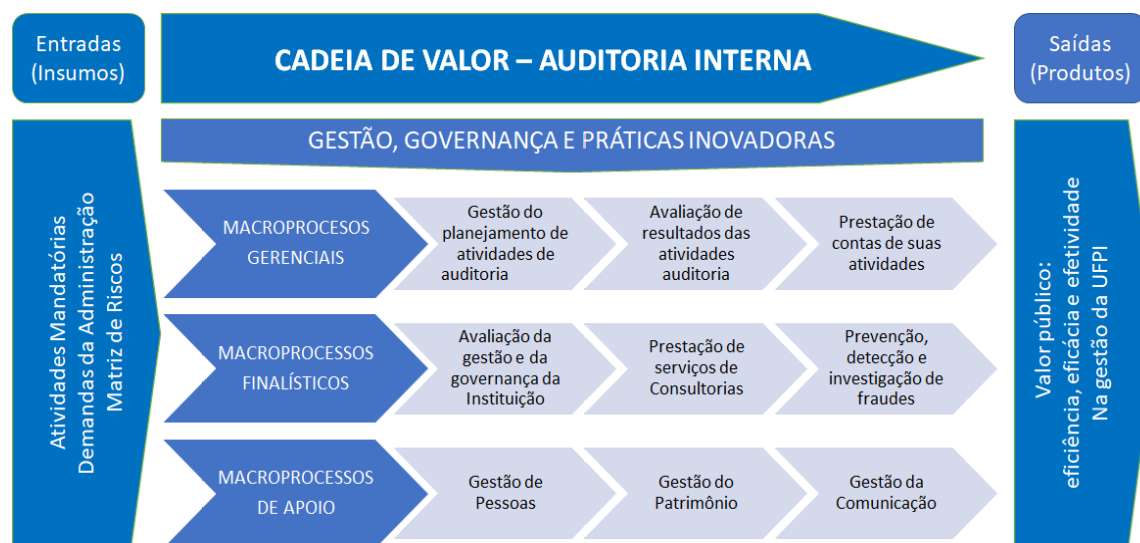 Entradas
(Insumos)
CADEIA DE VALOR – AUDITORIA INTERNA
Saídas
(Produtos)
GESTÃO, GOVERNANÇA E PRÁTICAS INOVADORAS
Atividades Mandatórias
Demandas da Administração
Matriz de Riscos
MACROPROCESOS
GERENCIAIS
Gestão do
planejamento de
atividades de
auditoria
Avaliação de
resultados das
atividades
auditoria
Prestação de
contas de suas
atividades
MACROPROCESSOS
FINALÍSTICOS
Avaliação da
gestão e da
governança da
Instituição
Prestação de
serviços de
Consultorias
Prevenção,
detecção e
investigação de
fraudes
MACROPROCESSOS
DE APOIO
Gestão de
Pessoas
Gestão do
Patrimônio
Gestão da
Comunicação
Valor público:
eficiência, eficácia e efetividade
Na gestão da UFPI